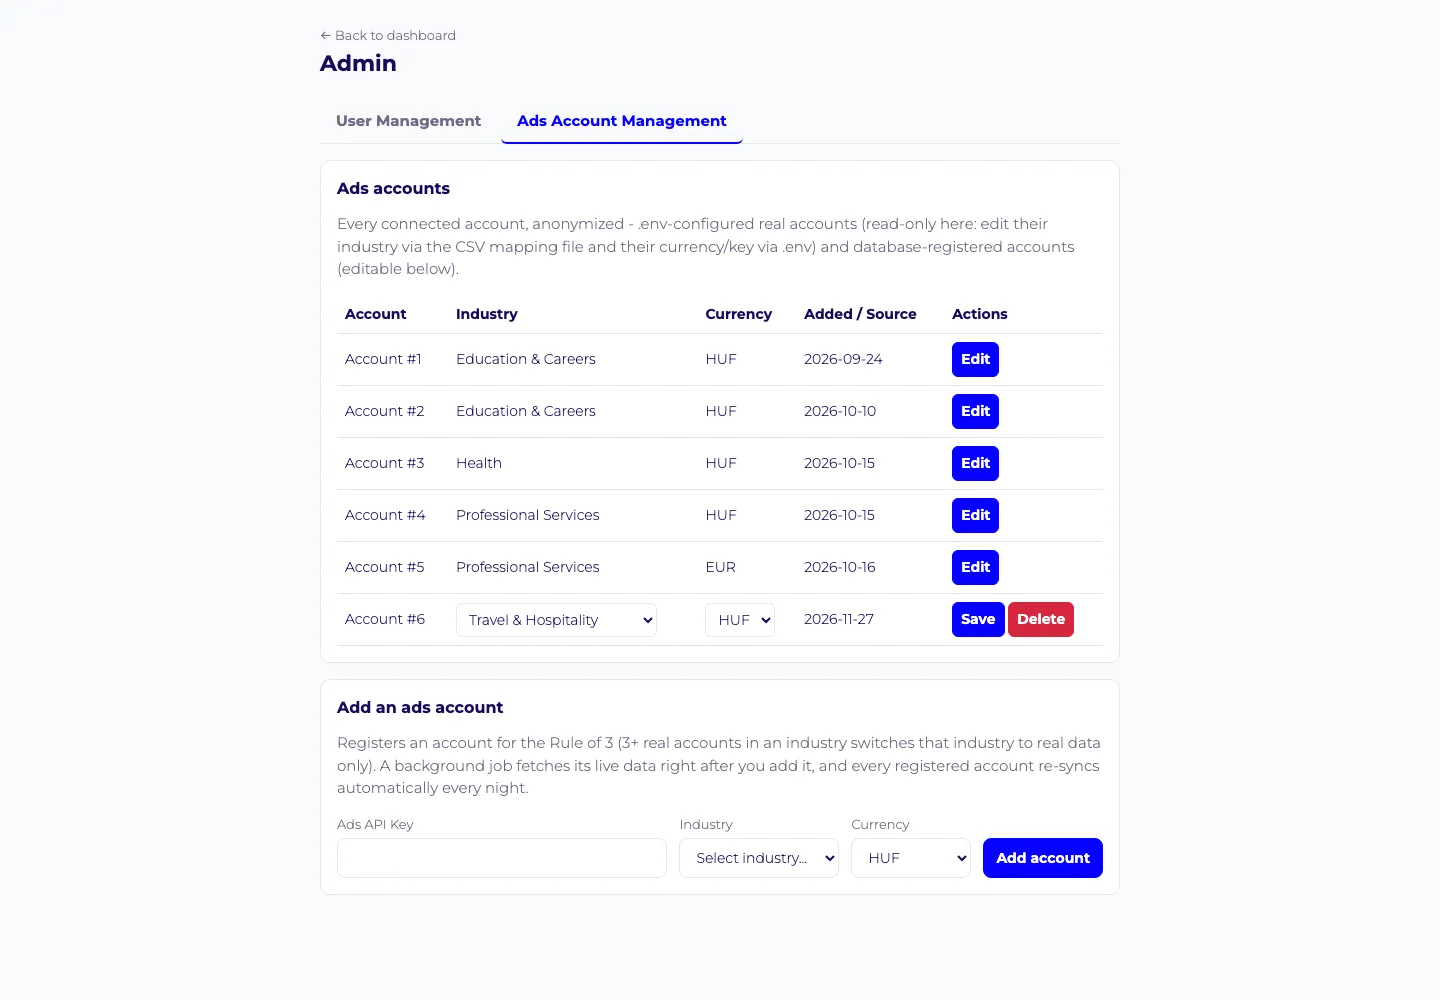 ← Back to dashboard
Admin
User Management Ads Account Management
Ads accounts
Every connected account, anonymized - .env-configured real accounts (read-only here: edit their
industry via the CSV mapping file and their currency/key via .env) and database-registered accounts
(editable below).
Account Industry Currency Added / Source Actions
Account #1 Education & Careers HUF 2026-09-24 Edit
Account #2 Education & Careers HUF 2026-10-10 Edit
Account #3 Health HUF 2026-10-15 Edit
Account #4 Professional Services HUF 2026-10-15 Edit
Account #5 Professional Services EUR 2026-10-16 Edit
Account #6 Travel & Hospitality HUF 2026-11-27 Save Delete
Add an ads account
Registers an account for the Rule of 3 (3+ real accounts in an industry switches that industry to real data
only). A background job fetches its live data right after you add it, and every registered account re-syncs
automatically every night.
Ads API Key Industry Currency
Select industry... HUF Add account